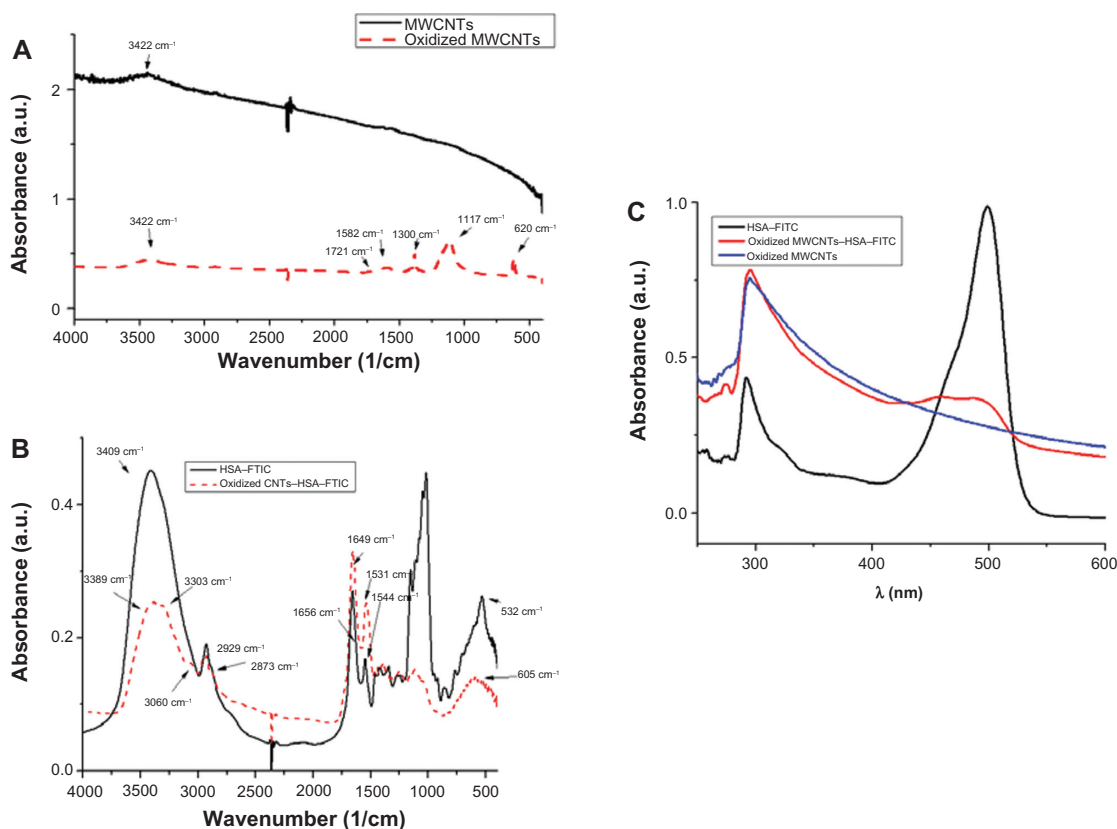 A
MWCNTs
Oxidized MWCNTs
3422 cm⁻¹
3422 cm⁻¹
1721 cm⁻¹
1582 cm⁻¹
1300 cm⁻¹
1117 cm⁻¹
620 cm⁻¹
Absorbance (a.u.)
2
1
0
4000 3500 3000 2500 2000 1500 1000 500
Wavenumber (1/cm)
B
HSA–FTIC
Oxidized CNTs–HSA–FTIC
3409 cm⁻¹
3389 cm⁻¹
3303 cm⁻¹
3060 cm⁻¹
2929 cm⁻¹
2873 cm⁻¹
1649 cm⁻¹
1531 cm⁻¹
1656 cm⁻¹
1544 cm⁻¹
532 cm⁻¹
605 cm⁻¹
Absorbance (a.u.)
0.4
0.2
0.0
4000 3500 3000 2500 2000 1500 1000 500
Wavenumber (1/cm)
C
HSA–FITC
Oxidized MWCNTs–HSA–FITC
Oxidized MWCNTs
Absorbance (a.u.)
1.0
0.5
0.0
300 400 500 600
λ (nm)